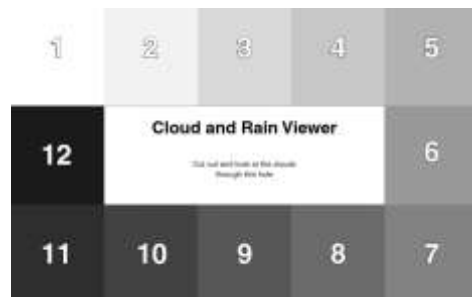 1 2 3 4 5
12
Cloud and Rain Viewer
6
Cut out and look at the clouds
through this hole
11 10 9 8 7